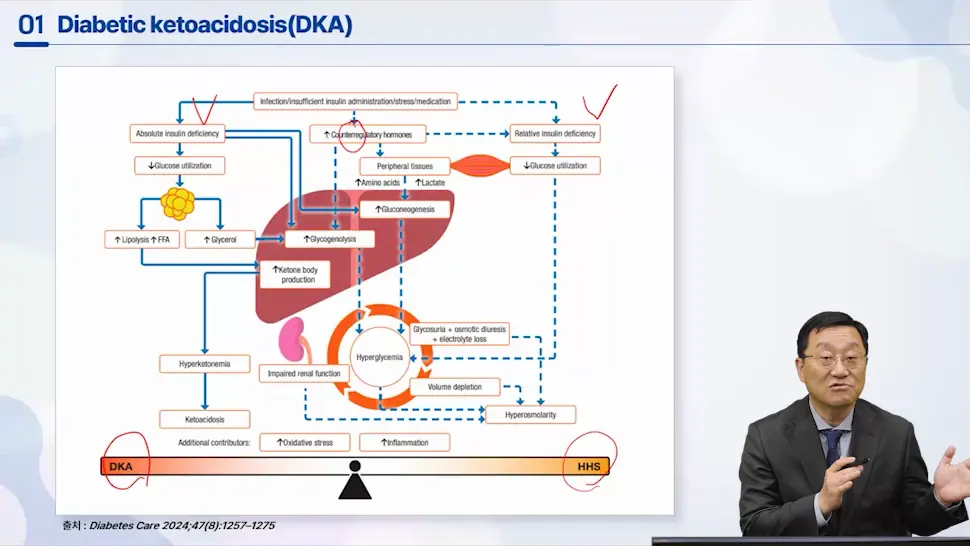 01 Diabetic ketoacidosis(DKA)
Infection/insufficient insulin administration/stress/medication
Absolute insulin deficiency
↑ Counterregulatory hormones
Relative insulin deficiency
↓Glucose utilization
Peripheral tissues
↓Glucose utilization
↑Amino acids ↑Lactate
↑Gluconeogenesis
↑ Lipolysis ↑ FFA
↑ Glycerol
↑Glycogenolysis
↑Ketone body
production
Glycosuria + osmotic diuresis
+ electrolyte loss
Hyperglycemia
Hyperketonemia
Impaired renal function
Volume depletion
Ketoacidosis
Hyperosmolarity
Additional contributors:
↑Oxidative stress
↑Inflammation
DKA
HHS
출처 : Diabetes Care 2024;47(8):1257–1275